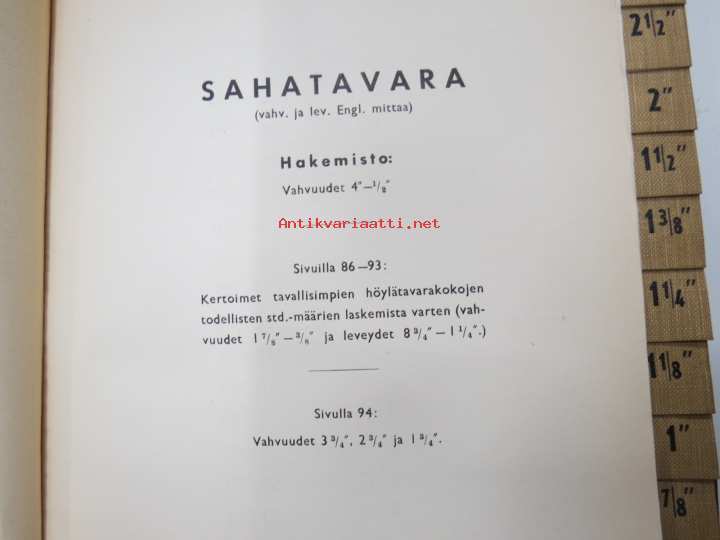 SAHATAVARA
(vahv. ja lev. Engl. mittaa)
Hakemisto:
Vahvuudet 4"—1/2"
Antikvariaatti.net
Sivuilla 86—93:
Kertoimet tavallisimpien höylätavarakokojen
todellisten std.-määrien laskemista varten (vah-
vuudet 1 7/8"—3/8" ja leveydet 8 3/4"—1 1/4".)
Sivulla 94:
Vahvuudet 3 3/4", 2 3/4" ja 1 3/4".
2 1/2"
2"
1 1/2"
1 3/8"
1 1/4"
1 1/8"
1"
7/8"